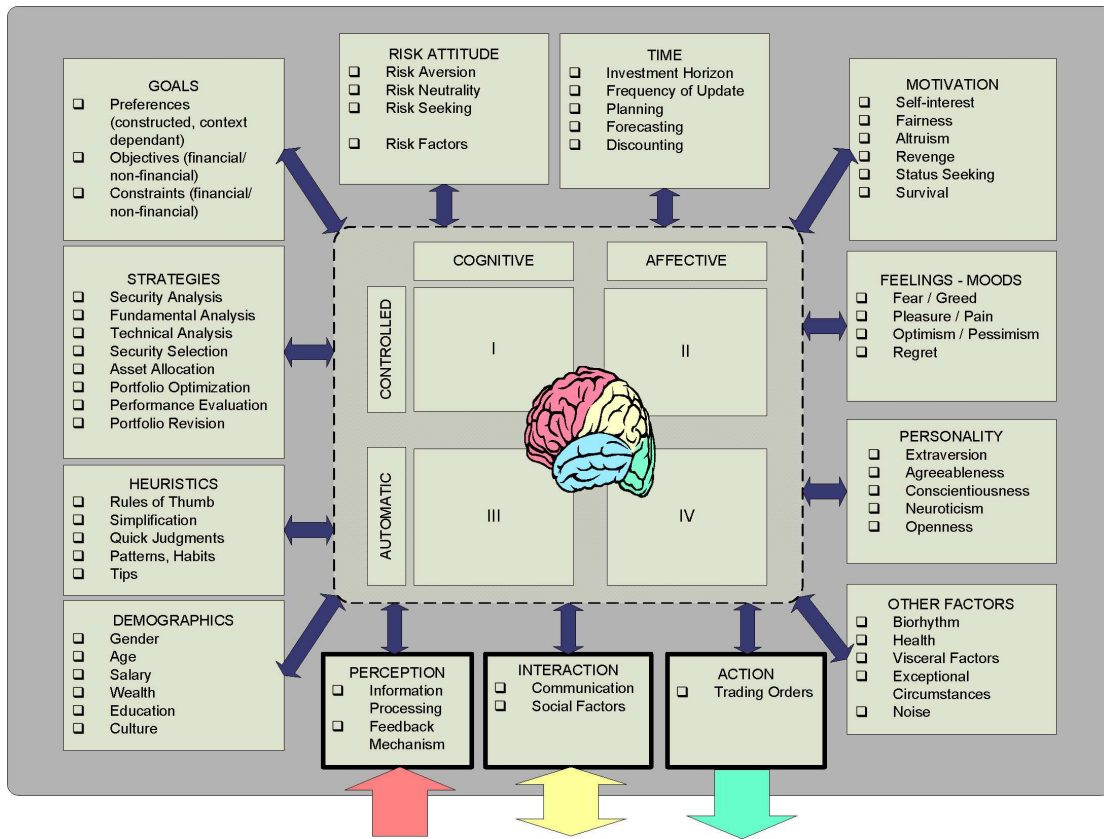 GOALS
Preferences
(constructed, context
dependant)
Objectives (financial/
non-financial)
Constraints (financial/
non-financial)
RISK ATTITUDE
Risk Aversion
Risk Neutrality
Risk Seeking
Risk Factors
TIME
Investment Horizon
Frequency of Update
Planning
Forecasting
Discounting
MOTIVATION
Self-interest
Fairness
Altruism
Revenge
Status Seeking
Survival
STRATEGIES
Security Analysis
Fundamental Analysis
Technical Analysis
Security Selection
Asset Allocation
Portfolio Optimization
Performance Evaluation
Portfolio Revision
COGNITIVE
AFFECTIVE
CONTROLLED
I
II
AUTOMATIC
III
IV
FEELINGS - MOODS
Fear / Greed
Pleasure / Pain
Optimism / Pessimism
Regret
HEURISTICS
Rules of Thumb
Simplification
Quick Judgments
Patterns, Habits
Tips
PERSONALITY
Extraversion
Agreeableness
Conscientiousness
Neuroticism
Openness
DEMOGRAPHICS
Gender
Age
Salary
Wealth
Education
Culture
PERCEPTION
Information
Processing
Feedback
Mechanism
INTERACTION
Communication
Social Factors
ACTION
Trading Orders
OTHER FACTORS
Biorhythm
Health
Visceral Factors
Exceptional
Circumstances
Noise